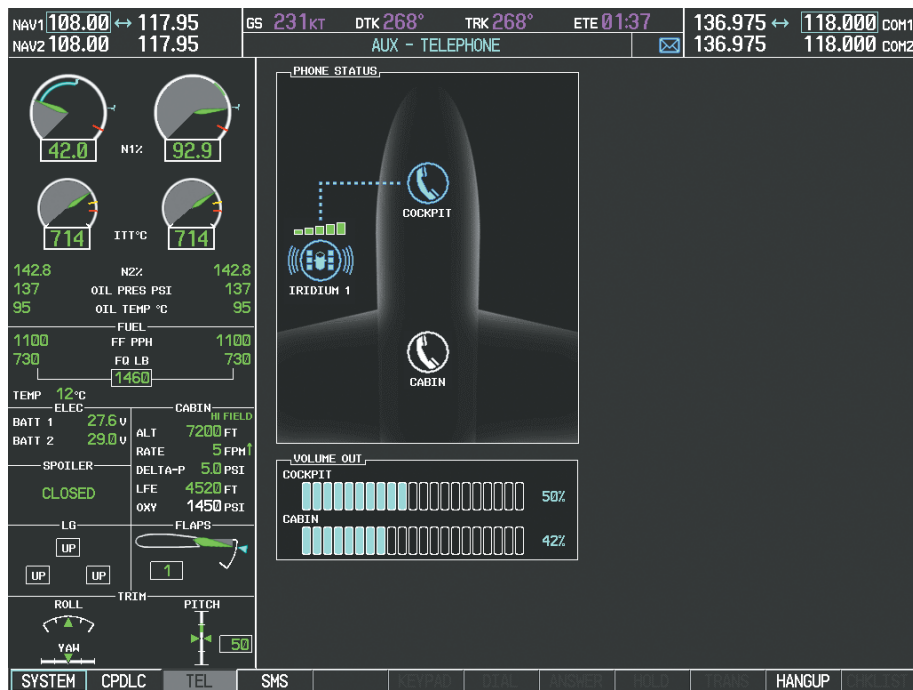 NAV1 108.00 ↔ 117.95
NAV2 108.00 117.95
GS 231KT DTK 268° TRK 268° ETE 01:37
AUX - TELEPHONE
136.975 ↔ 118.000 COM1
136.975 118.000 COM2
42.0 N1% 92.9
714 ITT°C 714
142.8 N2% 142.8
137 OIL PRES PSI 137
95 OIL TEMP °C 95
FUEL
1100 FF PPH 1100
730 FQ LB 730
1460
TEMP 12°C
ELEC
BATT 1 27.6 V
BATT 2 29.0 V
SPOILER
CLOSED
CABIN
HI FIELD
ALT 7200 FT
RATE 5 FPM↑
DELTA-P 5.0 PSI
LFE 4520 FT
OXY 1450 PSI
LG
UP
UP UP
FLAPS
1
TRIM
ROLL
YAW
PITCH
50
PHONE STATUS
COCKPIT
IRIDIUM 1
CABIN
VOLUME OUT
COCKPIT
50%
CABIN
42%
SYSTEM CPDLC TEL SMS KEYPAD DIAL ANSWER HOLD TRANS HANGUP CHKLIST